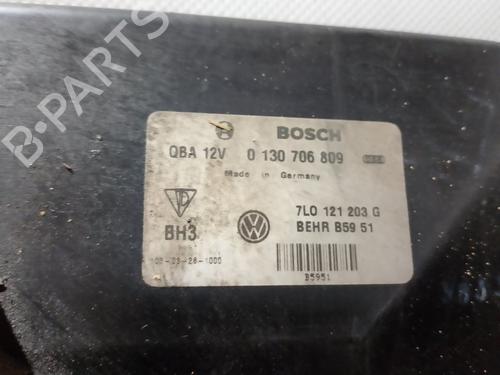 BOSCH
QBA 12V 0 130 706 809
Made in Germany
7L0 121 203 G
BH3 BEHR B59 51
B5951
B-PARTS